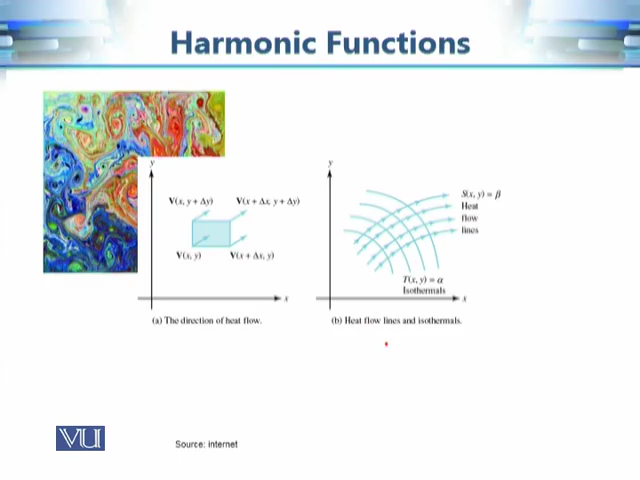 Harmonic Functions
y
V(x, y + Δy)
V(x + Δx, y + Δy)
V(x, y)
V(x + Δx, y)
x
(a) The direction of heat flow.
y
S(x, y) = β
Heat
flow
lines
T(x, y) = α
Isothermals
x
(b) Heat flow lines and isothermals.
VU
Source: internet